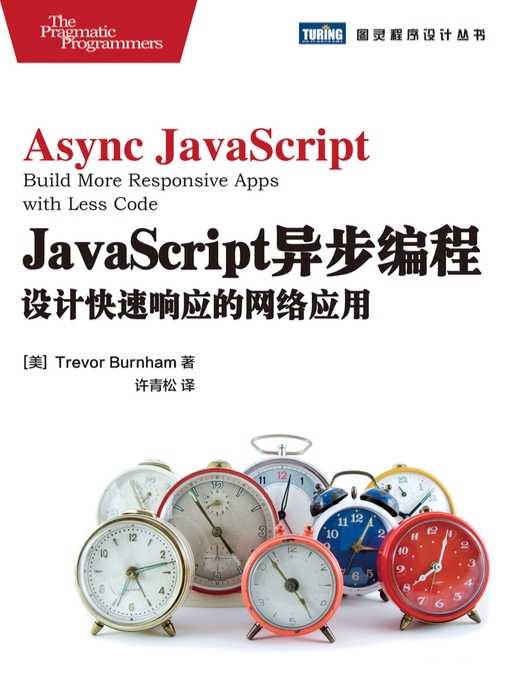 The
Pragmatic
Programmers
TURING 图灵程序设计丛书
Async JavaScript
Build More Responsive Apps
with Less Code
JavaScript异步编程
设计快速响应的网络应用
[美] Trevor Burnham 著
许青松 译